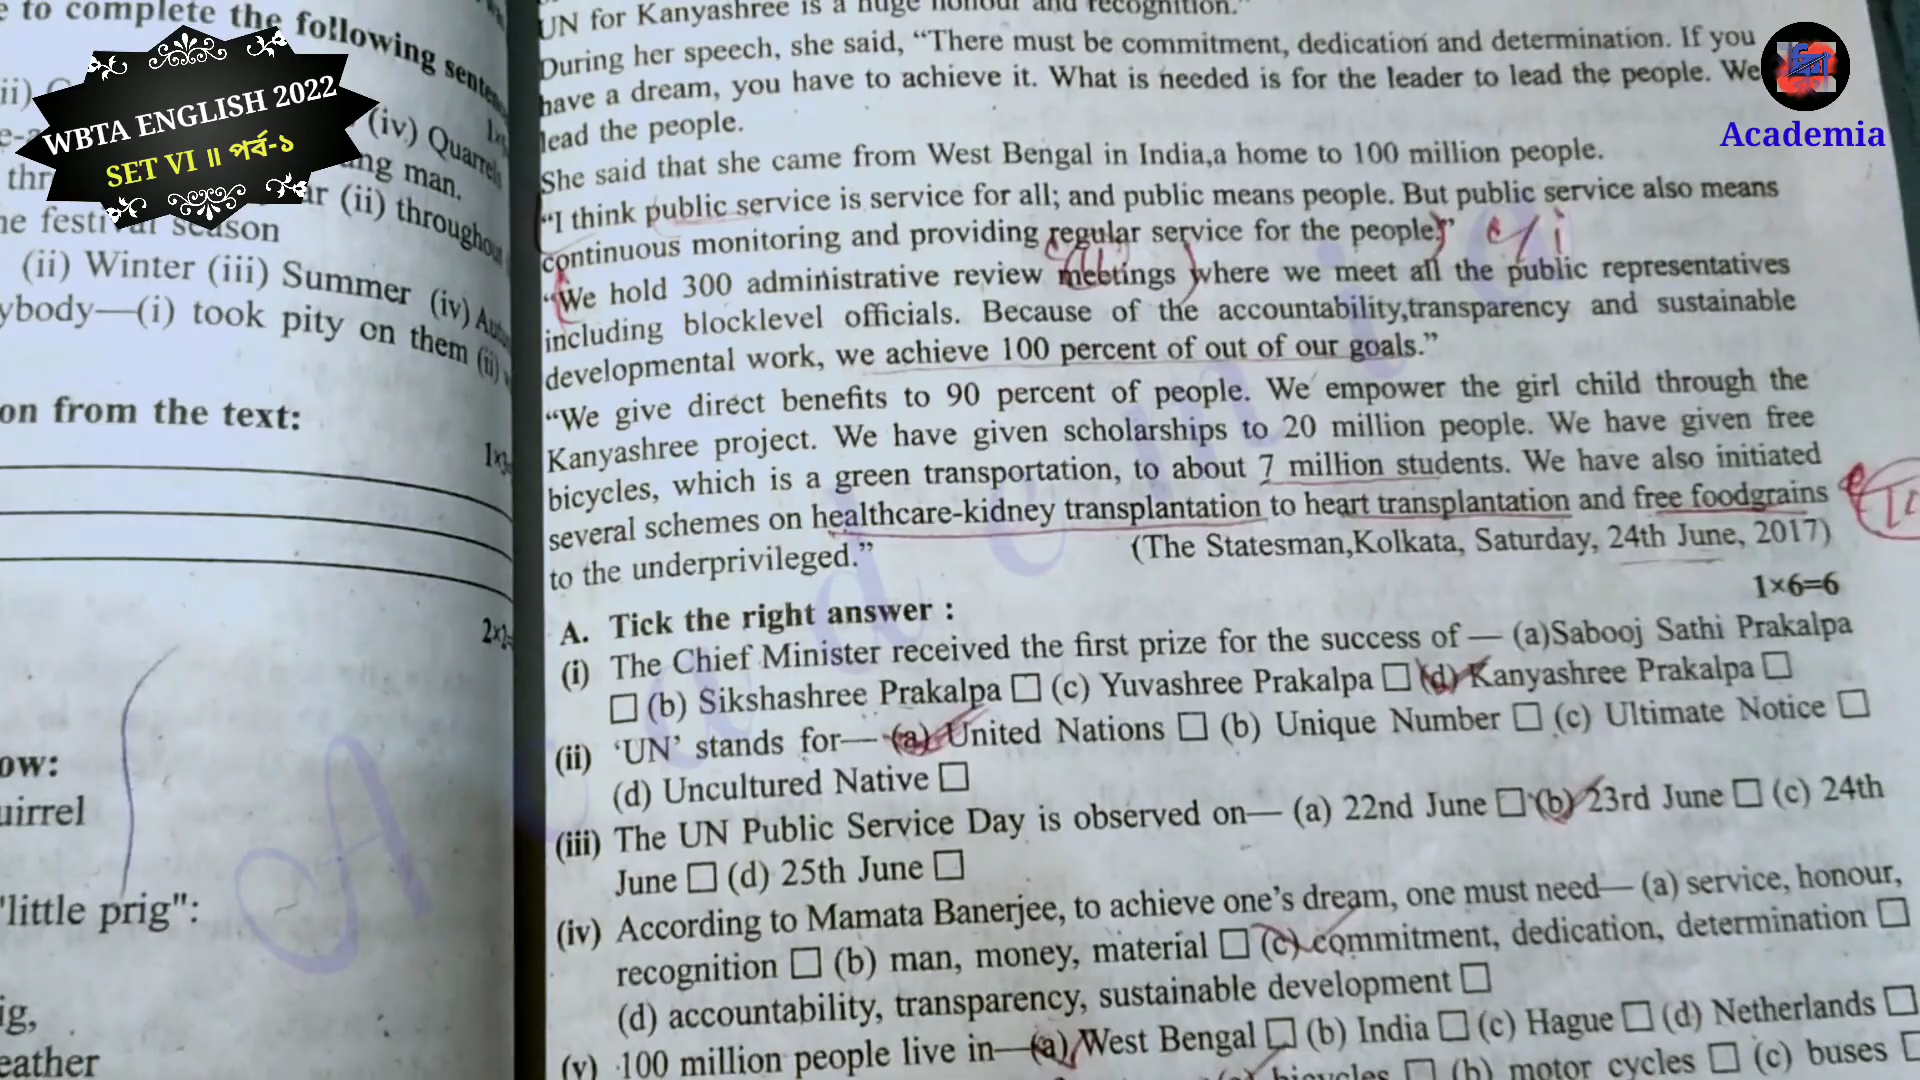 e to complete the following senten
ii)
(iv) Quarrels
ng man.
thr
ar (ii) throughout
he festival season
(ii) Winter (iii) Summer (iv)
ybody—(i) took pity on them (ii)
on from the text:
1×3=
2×2=
ow:
uirrel
"little prig":
ig,
eather
WBTA ENGLISH 2022
SET VI ॥ পর্ব-১
Academia
UN for Kanyashree is a huge honour and recognition."
During her speech, she said, “There must be commitment, dedication and determination. If you
have a dream, you have to achieve it. What is needed is for the leader to lead the people. We
lead the people.
She said that she came from West Bengal in India,a home to 100 million people.
“I think public service is service for all; and public means people. But public service also means
continuous monitoring and providing regular service for the people.”
“We hold 300 administrative review meetings where we meet all the public representatives
including blocklevel officials. Because of the accountability,transparency and sustainable
developmental work, we achieve 100 percent of out of our goals.”
“We give direct benefits to 90 percent of people. We empower the girl child through the
Kanyashree project. We have given scholarships to 20 million people. We have given free
bicycles, which is a green transportation, to about 7 million students. We have also initiated
several schemes on healthcare-kidney transplantation to heart transplantation and free foodgrains
to the underprivileged.”
(The Statesman,Kolkata, Saturday, 24th June, 2017)
1×6=6
A. Tick the right answer :
(i) The Chief Minister received the first prize for the success of — (a)Sabooj Sathi Prakalpa
☐ (b) Sikshashree Prakalpa ☐ (c) Yuvashree Prakalpa ☐ (d) Kanyashree Prakalpa ☐
(ii) ‘UN’ stands for— (a) United Nations ☐ (b) Unique Number ☐ (c) Ultimate Notice ☐
(d) Uncultured Native ☐
(iii) The UN Public Service Day is observed on— (a) 22nd June ☐ (b) 23rd June ☐ (c) 24th
June ☐ (d) 25th June ☐
(iv) According to Mamata Banerjee, to achieve one’s dream, one must need— (a) service, honour,
recognition ☐ (b) man, money, material ☐ (c) commitment, dedication, determination ☐
(d) accountability, transparency, sustainable development ☐
(v) 100 million people live in—(a) West Bengal ☐ (b) India ☐ (c) Hague ☐ (d) Netherlands ☐
bicycles ☐ (b) motor cycles ☐ (c) buses ☐
Academia